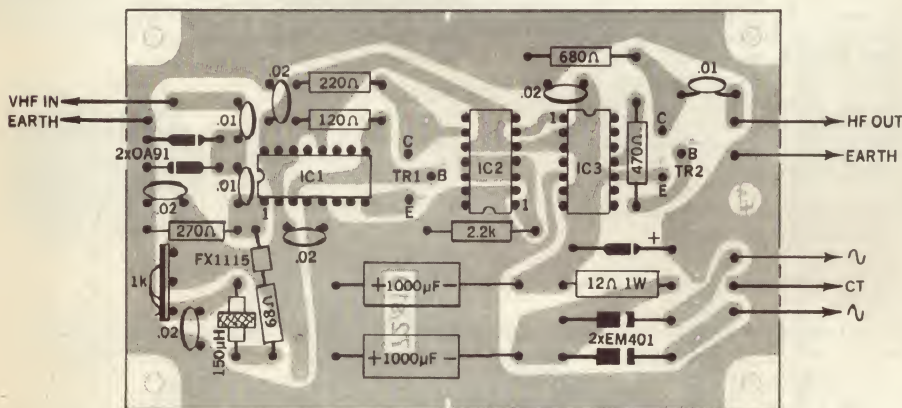 680Ω
.02
220Ω
.02
.01
VHF IN
.01
120Ω
1
C
C
HF OUT
EARTH
2xOA91
IC1
TR1
B
IC2
IC3
470Ω
B
TR2
EARTH
.01
1
E
1
E
.02
270Ω
2.2k
+
FX1115
.02
∿
1k
+1000µF−
12Ω 1W
CT
68Ω
∿
.02
150µH
+1000µF−
2xEM401